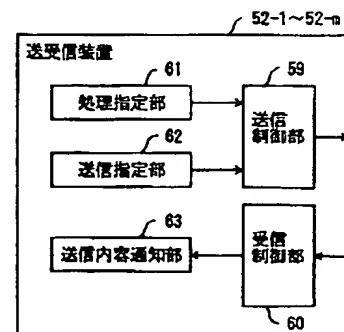 52-1～52-m
送受信装置
61
処理指定部
59
送信
制御部
62
送信指定部
63
送信内容通知部
受信
制御部
60